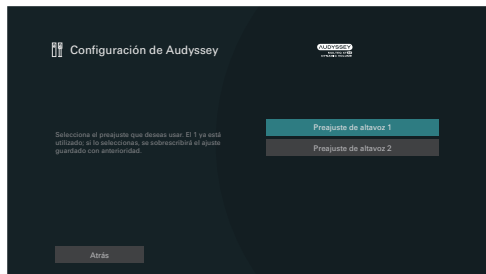 Configuración de Audyssey
AUDYSSEY
Selecciona el preajuste que deseas usar. El 1 ya está
utilizado; si lo seleccionas, se sobrescribirá el ajuste
guardado con anterioridad.
Preajuste de altavoz 1
Preajuste de altavoz 2
Atrás